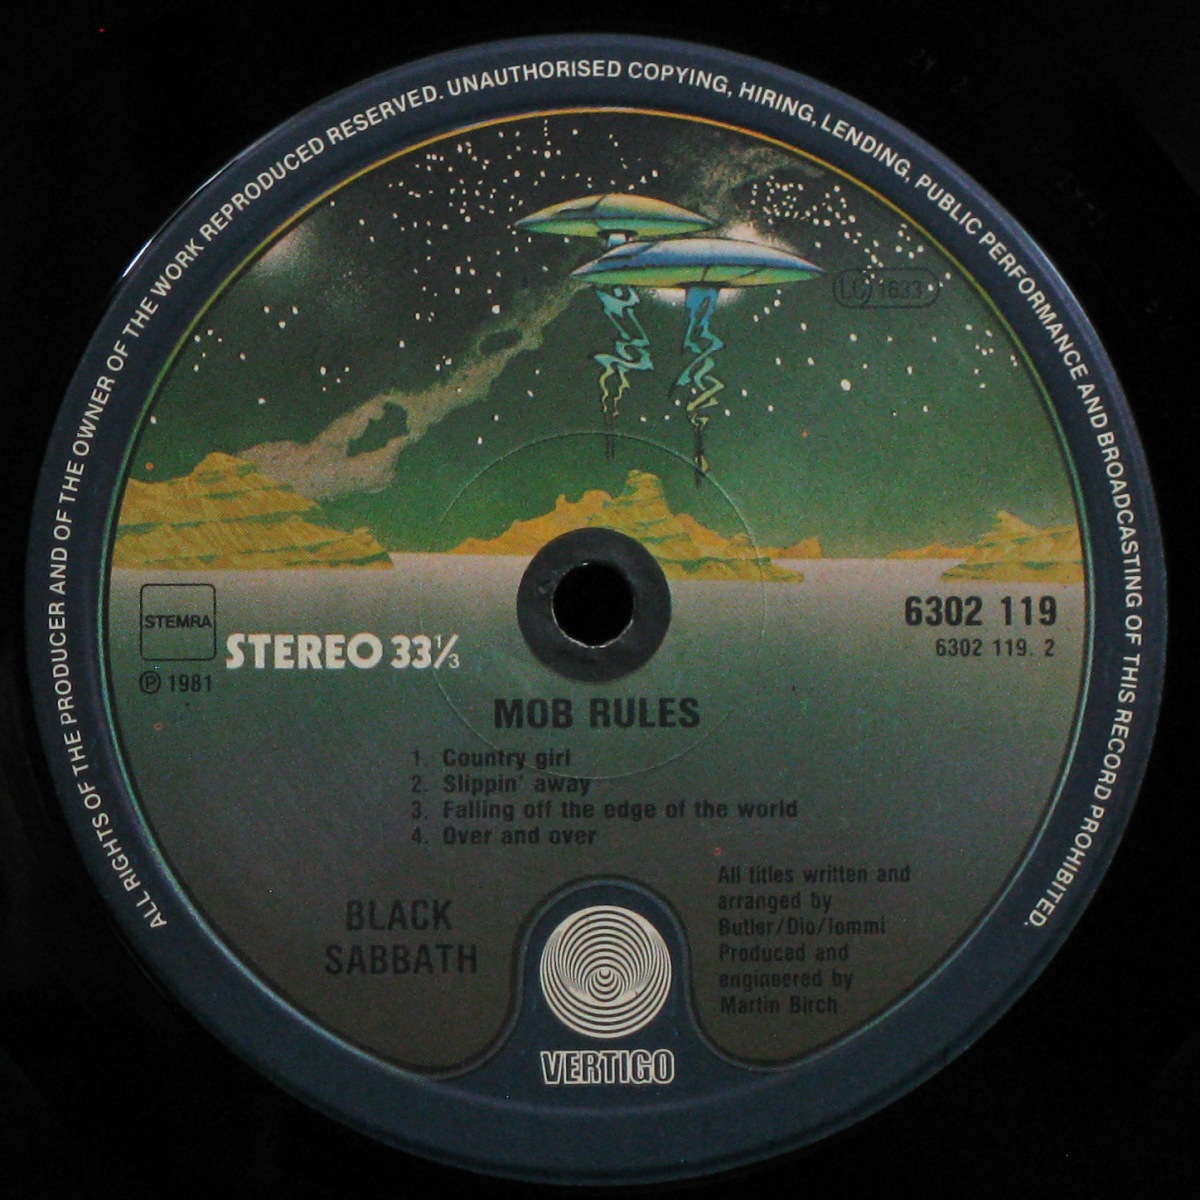 ALL RIGHTS OF THE PRODUCER AND OF THE OWNER OF THE WORK REPRODUCED RESERVED. UNAUTHORISED COPYING, HIRING, LENDING, PUBLIC PERFORMANCE AND BROADCASTING OF THIS RECORD PROHIBITED.
LC 1633
STEMRA
STEREO 33⅓
℗ 1981
6302 119
6302 119. 2
MOB RULES
1. Country girl
2. Slippin' away
3. Falling off the edge of the world
4. Over and over
BLACK
SABBATH
All titles written and
arranged by
Butler/Dio/Iommi
Produced and
engineered by
Martin Birch
VERTIGO